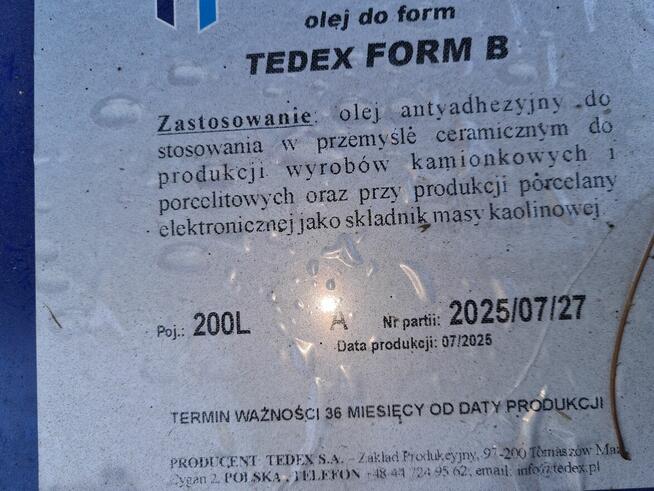 olej do form
TEDEX FORM B
Zastosowanie: olej antyadhezyjny do
stosowania w przemyśle ceramicznym do
produkcji wyrobów kamionkowych i
porcelitowych oraz przy produkcji porcelany
elektronicznej jako składnik masy kaolinowej.
Poj.: 200L A Nr partii: 2025/07/27
Data produkcji: 07/2025
TERMIN WAŻNOŚCI 36 MIESIĘCY OD DATY PRODUKCJI
PRODUCENT TEDEX S.A. – Zakład Produkcyjny, 97-200 Tomaszów Maz.
Cygan 2, POLSKA, TELEFON +48 44 724 95 62, email: info@tedex.pl